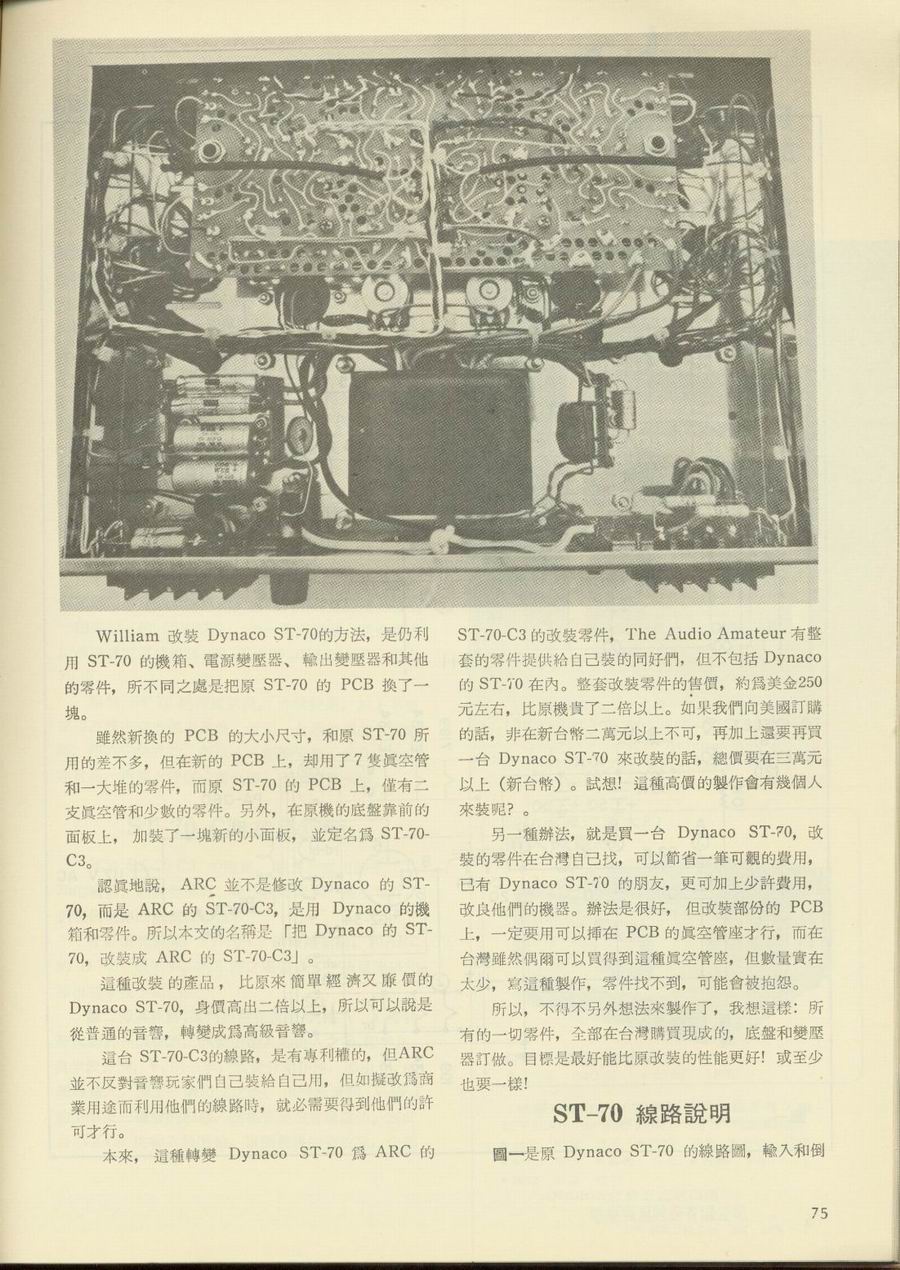 William 改裝 Dynaco ST-70的方法，是仍利
用 ST-70 的機箱、電源變壓器、輸出變壓器和其他
的零件，所不同之處是把原 ST-70 的 PCB 換了一
塊。
雖然新換的 PCB 的大小尺寸，和原 ST-70 所
用的差不多，但在新的 PCB 上，却用了7隻眞空管
和一大堆的零件，而原 ST-70 的 PCB 上，僅有二
支眞空管和少數的零件。另外，在原機的底盤靠前的
面板上，加裝了一塊新的小面板，並定名爲 ST-70-
C3。
認眞地說，ARC 並不是修改 Dynaco 的 ST-
70，而是 ARC 的 ST-70-C3，是用 Dynaco 的機
箱和零件。所以本文的名稱是「把 Dynaco 的 ST-
70，改裝成 ARC 的 ST-70-C3」。
這種改裝的產品，比原來簡單經濟又廉價的
Dynaco ST-70，身價高出二倍以上，所以可以說是
從普通的音響，轉變成爲高級音響。
這台 ST-70-C3的線路，是有專利權的，但ARC
並不反對音響玩家們自己裝給自己用，但如擬改爲商
業用途而利用他們的線路時，就必需要得到他們的許
可才行。
本來，這種轉變 Dynaco ST-70 爲 ARC 的
ST-70-C3 的改裝零件，The Audio Amateur 有整
套的零件提供給自己裝的同好們，但不包括 Dynaco
的 ST-70 在內。整套改裝零件的售價，約爲美金250
元左右，比原機貴了二倍以上。如果我們向美國訂購
的話，非在新台幣二萬元以上不可，再加上還要再買
一台 Dynaco ST-70 來改裝的話，總價要在三萬元
以上（新台幣）。試想！這種高價的製作會有幾個人
來裝呢？。
另一種辦法，就是買一台 Dynaco ST-70，改
裝的零件在台灣自己找，可以節省一筆可觀的費用，
已有 Dynaco ST-70 的朋友，更可加上少許費用，
改良他們的機器。辦法是很好，但改裝部份的 PCB
上，一定要用可以揷在 PCB 的眞空管座才行，而在
台灣雖然偶爾可以買得到這種眞空管座，但數量實在
太少，寫這種製作，零件找不到，可能會被抱怨。
所以，不得不另外想法來製作了，我想這樣：所
有的一切零件，全部在台灣購買現成的，底盤和變壓
器訂做。目標是最好能比原改裝的性能更好！或至少
也要一樣！
ST-70 線路說明
圖一是原 Dynaco ST-70 的線路圖，輸入和倒
75